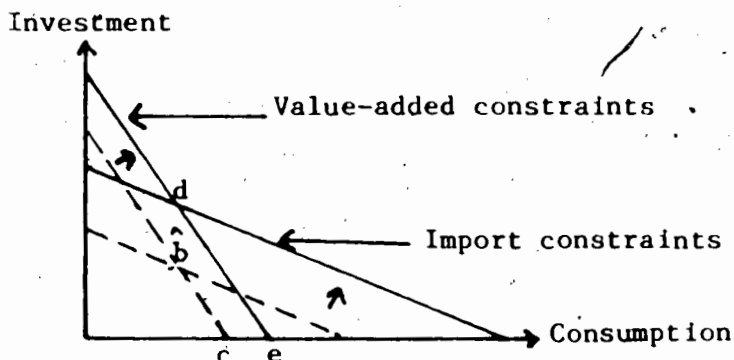 Investment
Value-added constraints
d
b̂
Import constraints
Consumption
c e